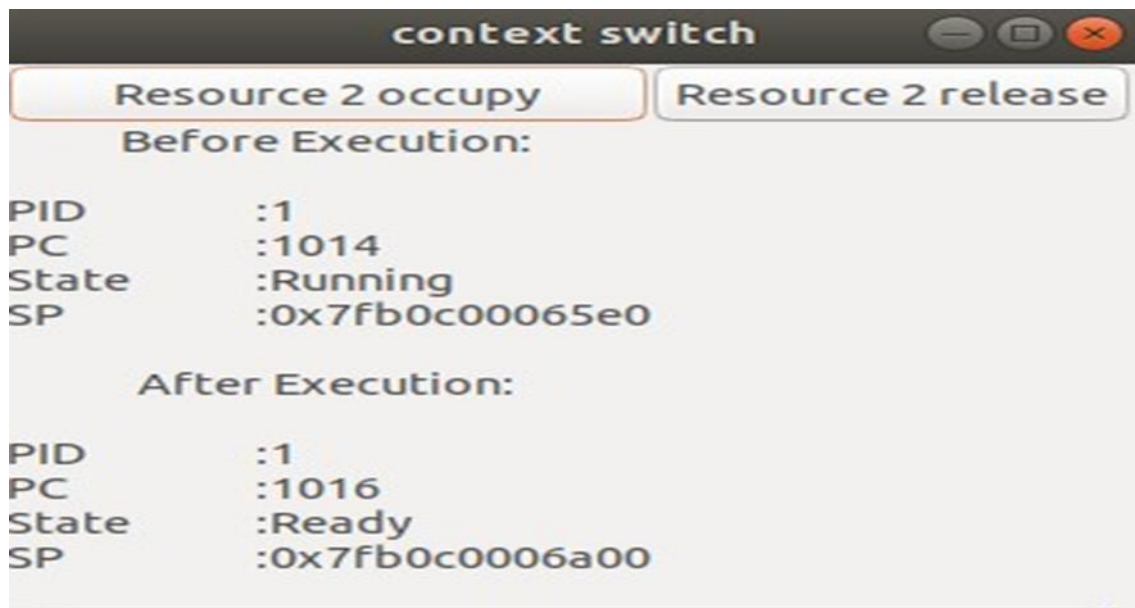 context switch
Resource 2 occupy Resource 2 release
Before Execution:
PID :1
PC :1014
State :Running
SP :0x7fb0c00065e0
After Execution:
PID :1
PC :1016
State :Ready
SP :0x7fb0c0006a00